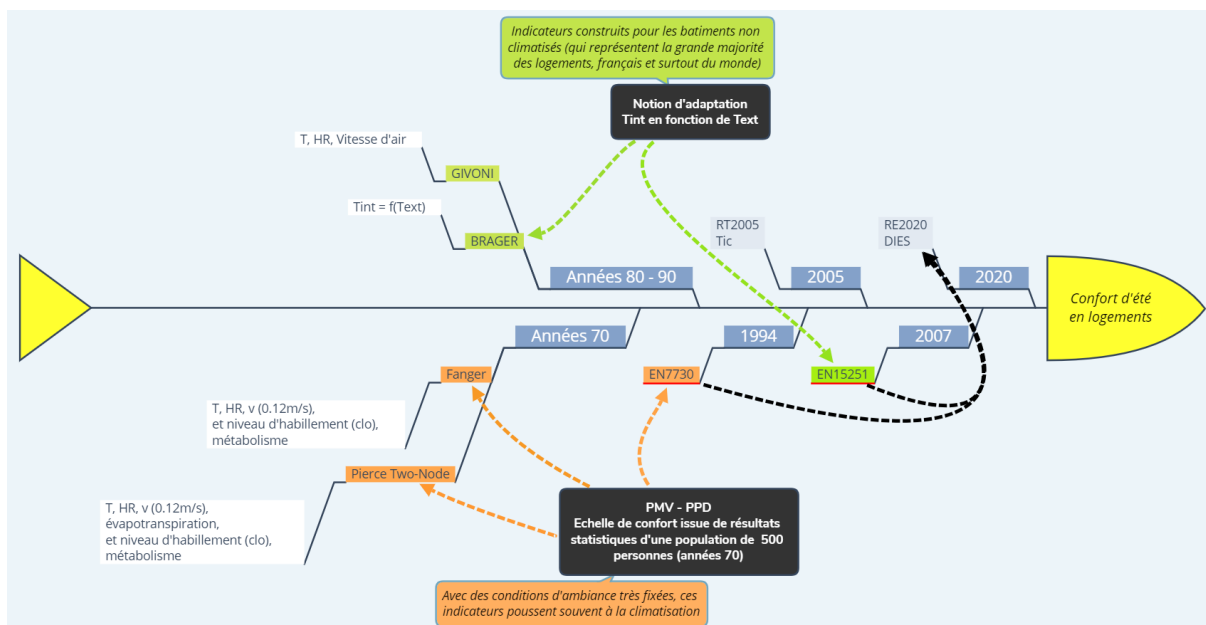 Indicateurs construits pour les batiments non
climatisés (qui représentent la grande majorité
des logements, français et surtout du monde)
Notion d'adaptation
Tint en fonction de Text
T, HR, Vitesse d'air
GIVONI
Tint = f(Text)
BRAGER
RT2005
Tic
RE2020
DIES
Années 80 - 90
2005
2020
Confort d'été
en logements
Années 70
1994
2007
Fanger
EN7730
EN15251
T, HR, v (0.12m/s),
et niveau d'habillement (clo),
métabolisme
Pierce Two-Node
T, HR, v (0.12m/s),
évapotranspiration,
et niveau d'habillement (clo),
métabolisme
PMV - PPD
Echelle de confort issue de résultats
statistiques d'une population de 500
personnes (années 70)
Avec des conditions d'ambiance très fixées, ces
indicateurs poussent souvent à la climatisation